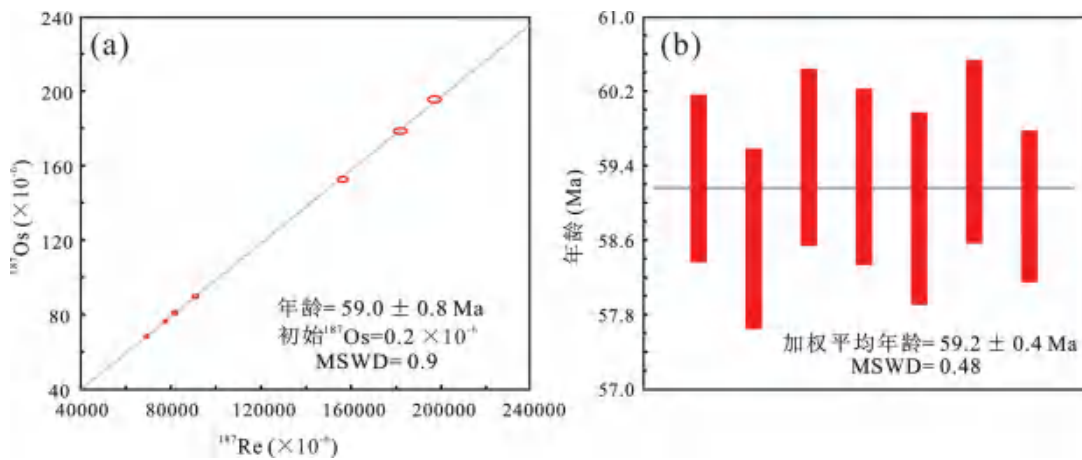 (a)
240
200
160
120
80
40
¹⁸⁷Os (×10⁻⁶)
年龄= 59.0 ± 0.8 Ma
初始¹⁸⁷Os=0.2 ×10⁻⁶
MSWD= 0.9
40000 80000 120000 160000 200000 240000
¹⁸⁷Re (×10⁻⁶)
(b)
61.0
60.2
59.4
58.6
57.8
57.0
年龄 (Ma)
加权平均年龄= 59.2 ± 0.4 Ma
MSWD= 0.48